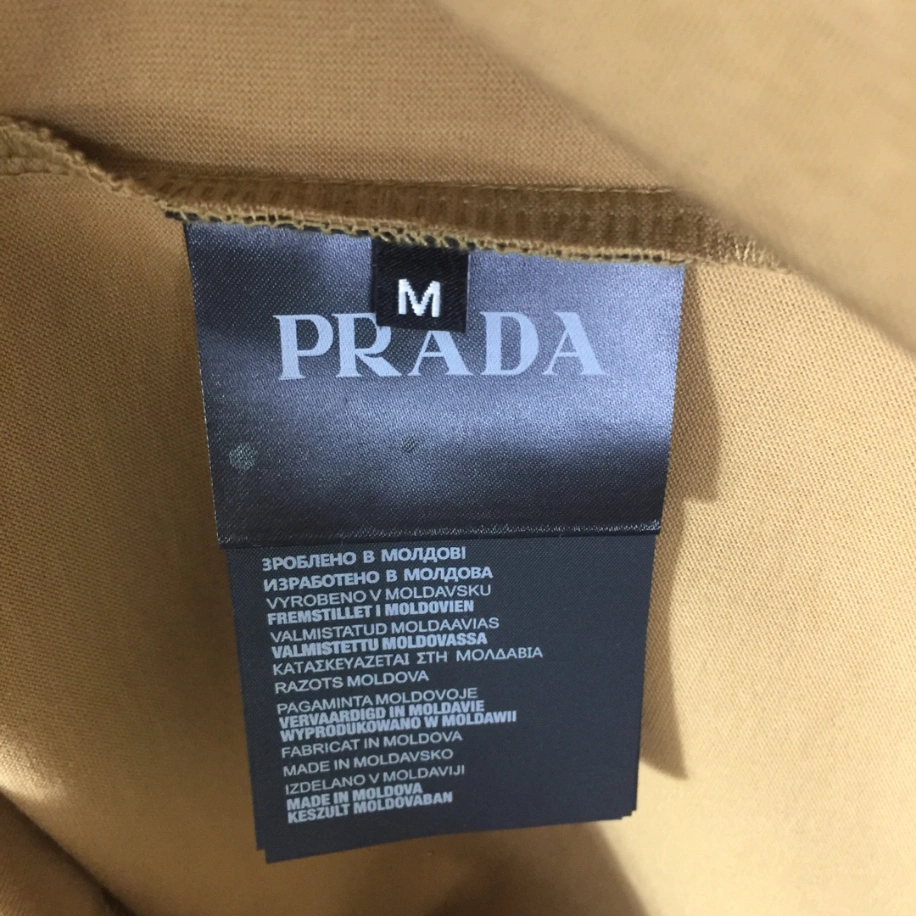 M
PRADA
ЗРОБЛЕНО В МОЛДОВІ
ИЗРАБОТЕНО В МОЛДОВА
VYROBENO V MOLDAVSKU
FREMSTILLET I MOLDOVIEN
VALMISTATUD MOLDAAVIAS
VALMISTETTU MOLDOVASSA
ΚΑΤΑΣΚΕΥΑΖΕΤΑΙ ΣΤΗ ΜΟΛΔΑΒΙΑ
RAZOTS MOLDOVA
PAGAMINTA MOLDOVOJE
VERVAARDIGD IN MOLDAVIE
WYPRODUKOWANO W MOLDAWII
FABRICAT IN MOLDOVA
MADE IN MOLDAVSKO
IZDELANO V MOLDAVIJI
MADE IN MOLDOVA
KESZULT MOLDOVABAN